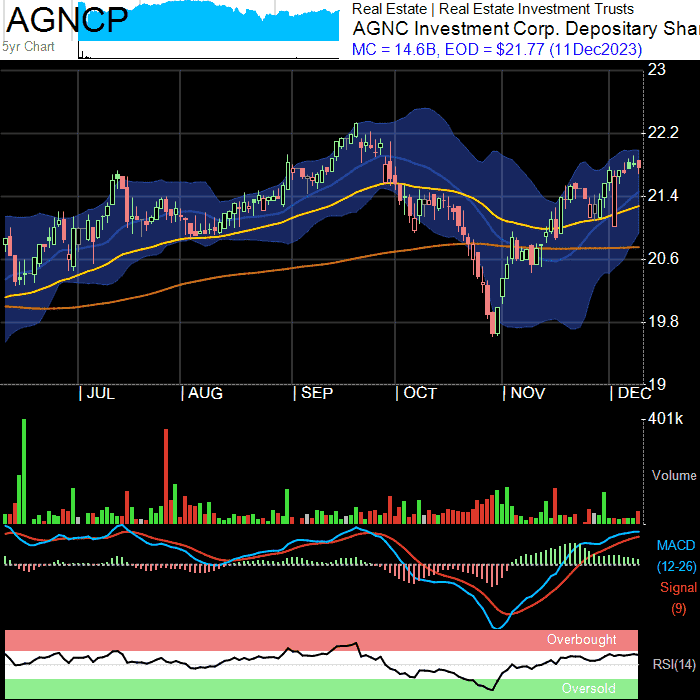 AGNCP
5yr Chart
Real Estate | Real Estate Investment Trusts
AGNC Investment Corp. Depositary Shar
MC = 14.6B, EOD = $21.77 (11Dec2023)
23
22.2
21.4
20.6
19.8
19
JUL AUG SEP OCT NOV DEC
401k
Volume
MACD
(12-26)
Signal
(9)
Overbought
RSI(14)
Oversold